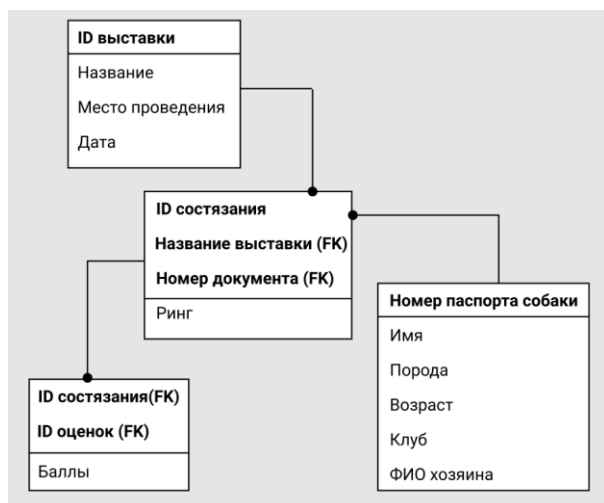 ID выставки
Название
Место проведения
Дата
ID состязания
Название выставки (FK)
Номер документа (FK)
Ринг
Номер паспорта собаки
Имя
Порода
Возраст
Клуб
ФИО хозяина
ID состязания(FK)
ID оценок (FK)
Баллы